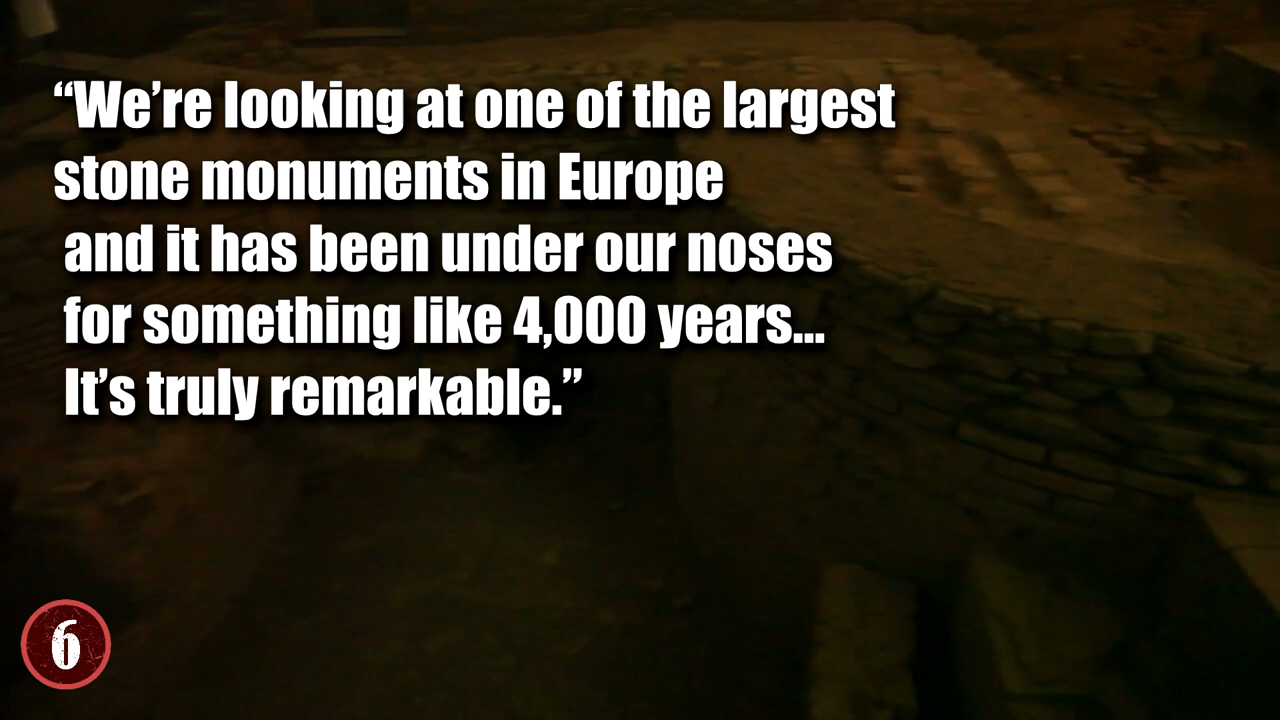 “We’re looking at one of the largest
stone monuments in Europe
and it has been under our noses
for something like 4,000 years...
It’s truly remarkable.”
6